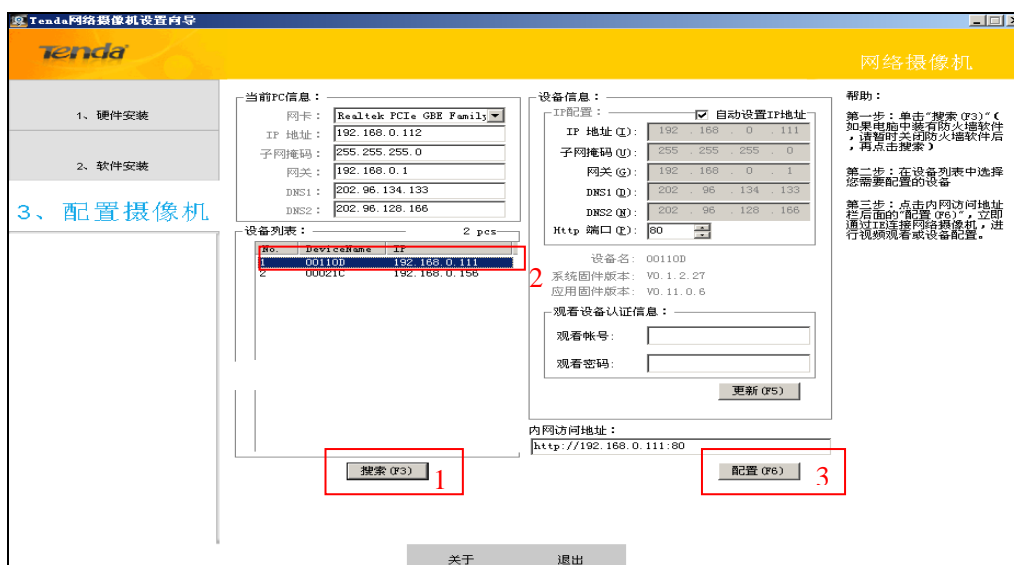 Tenda网络摄像机设置向导
Tenda
网络摄像机
1、硬件安装
2、软件安装
3、配置摄像机
当前PC信息：
网卡： Realtek PCIe GBE Family
IP 地址： 192.168.0.112
子网掩码： 255.255.255.0
网关： 192.168.0.1
DNS1： 202.96.134.133
DNS2： 202.96.128.166
设备列表： 2 pcs
No. DeviceName IP
1 00110D 192.168.0.111
2 00021C 192.168.0.156
搜索(F3)
1
2
设备信息：
IP配置： 自动设置IP地址
IP 地址(I): 192 . 168 . 0 . 111
子网掩码(U): 255 . 255 . 255 . 0
网关(G): 192 . 168 . 0 . 1
DNS1(D): 202 . 96 . 134 . 133
DNS2(N): 202 . 96 . 128 . 166
Http 端口(P): 80
设备名: 00110D
系统固件版本: V0.1.2.27
应用固件版本: V0.11.0.6
观看设备认证信息：
观看帐号:
观看密码:
更新(F5)
内网访问地址：
http://192.168.0.111:80
配置(F6)
3
帮助：
第一步：单击"搜索(F3)"(
如果电脑中装有防火墙软件
，请暂时关闭防火墙软件后
，再点击搜索)
第二步：在设备列表中选择
您需要配置的设备
第三步：点击内网访问地址
栏后面的"配置(F6)"，立即
通过IE连接网络摄像机，进
行视频观看或设备配置。
关于
退出